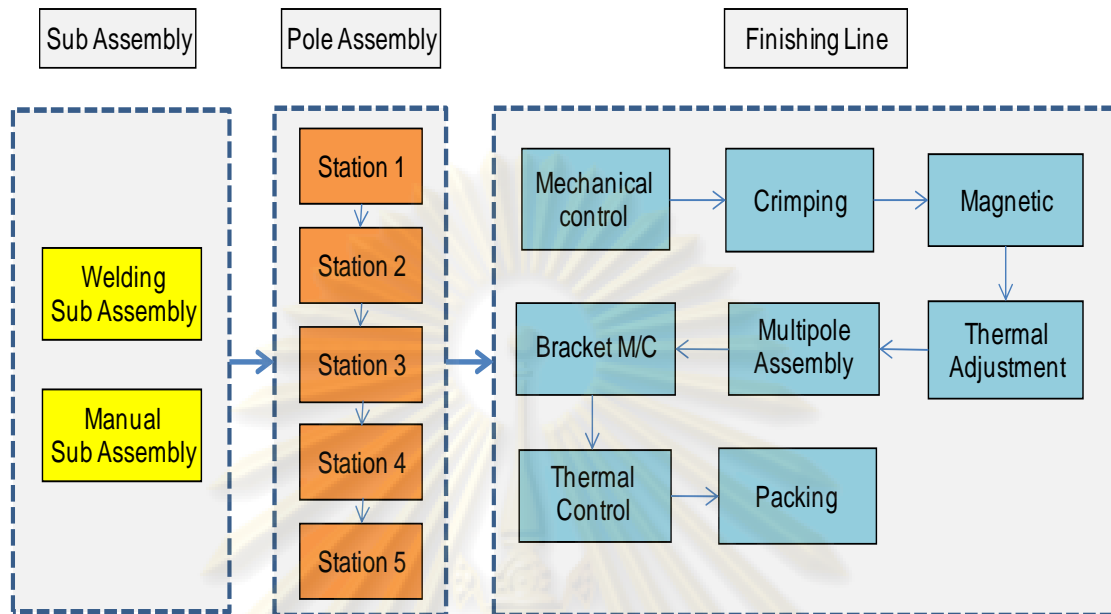 Sub Assembly
Pole Assembly
Finishing Line
Welding
Sub Assembly
Manual
Sub Assembly
Station 1
Station 2
Station 3
Station 4
Station 5
Mechanical
control
Crimping
Magnetic
Thermal
Adjustment
Multipole
Assembly
Bracket M/C
Thermal
Control
Packing